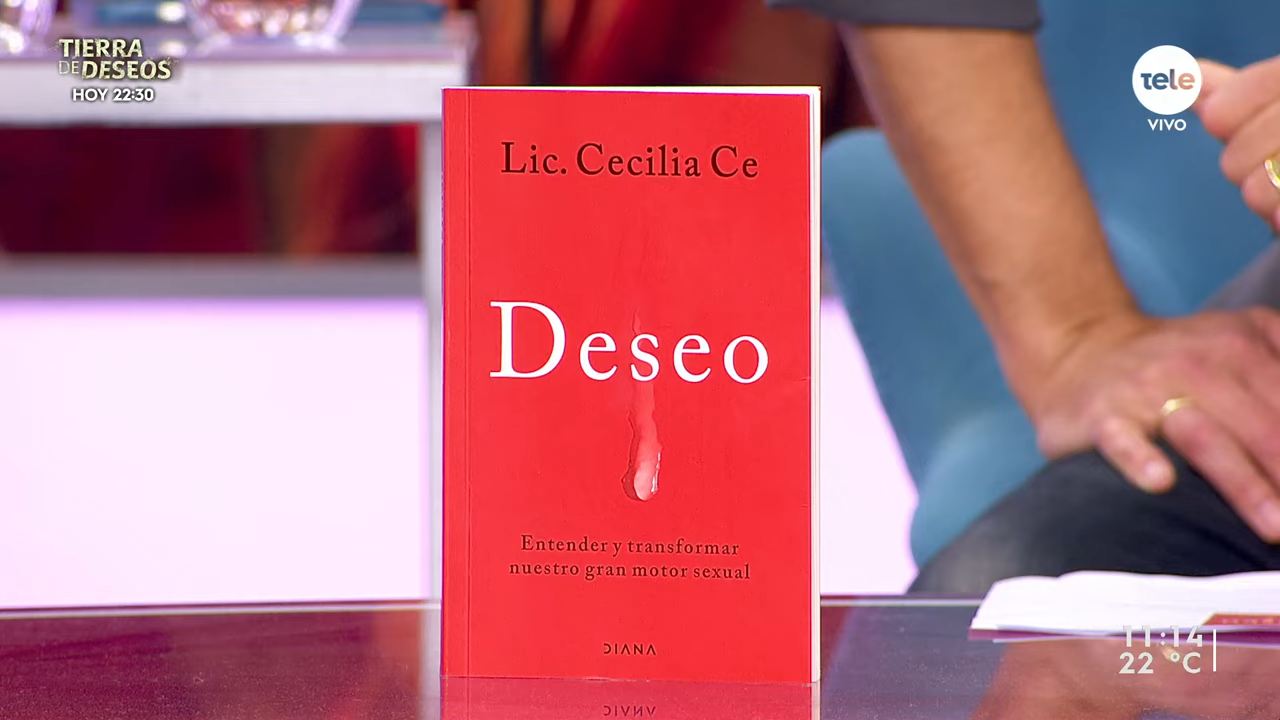 TIERRA
DE DESEOS
HOY 22:30
tele
VIVO
Lic. Cecilia Ce
Deseo
Entender y transformar
nuestro gran motor sexual
DIANA
11:14
22 °C